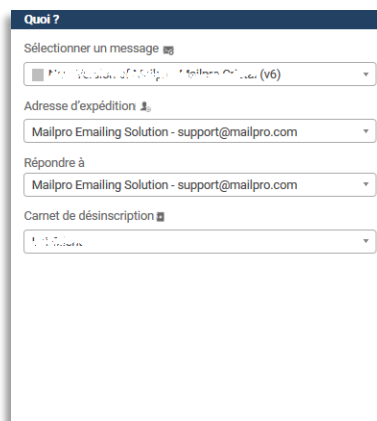 Quoi ?
Sélectionner un message
(v6)
Adresse d'expédition
Mailpro Emailing Solution - support@mailpro.com
Répondre à
Mailpro Emailing Solution - support@mailpro.com
Carnet de désinscription